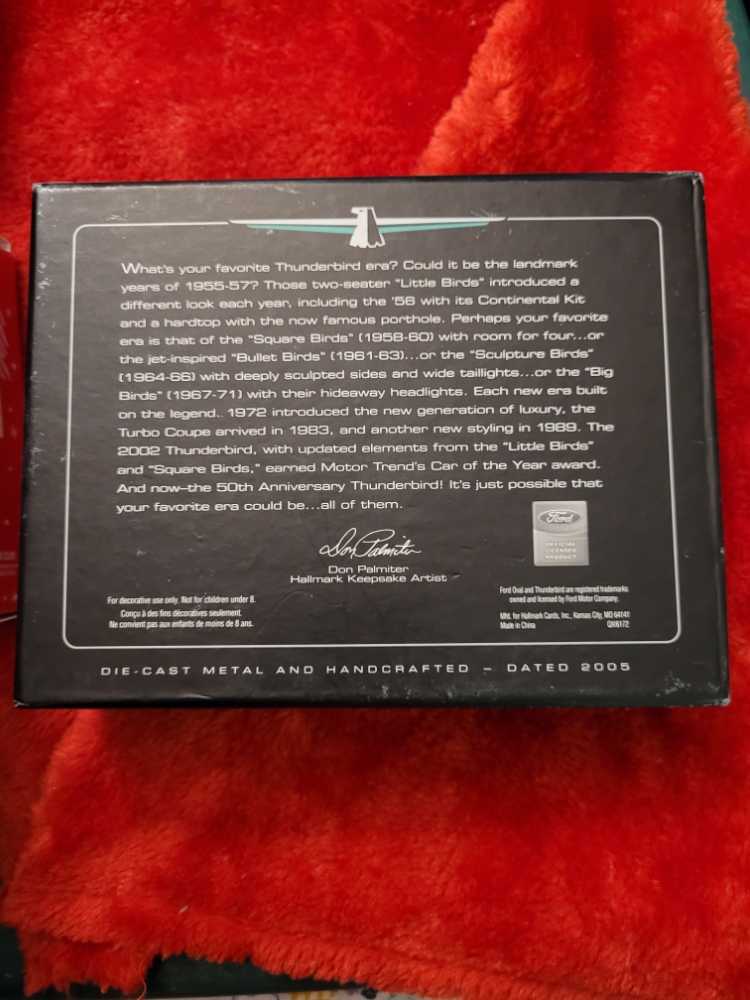 What's your favorite Thunderbird era? Could it be the landmark
years of 1955-57? Those two-seater "Little Birds" introduced a
different look each year, including the '56 with its Continental Kit
and a hardtop with the now famous porthole. Perhaps your favorite
era is that of the "Square Birds" (1958-60) with room for four...or
the jet-inspired "Bullet Birds" (1961-63)...or the "Sculpture Birds"
(1964-66) with deeply sculpted sides and wide taillights...or the "Big
Birds" (1967-71) with their hideaway headlights. Each new era built
on the legend. 1972 introduced the new generation of luxury, the
Turbo Coupe arrived in 1983, and another new styling in 1989. The
2002 Thunderbird, with updated elements from the "Little Birds"
and "Square Birds," earned Motor Trend's Car of the Year award.
And now—the 50th Anniversary Thunderbird! It's just possible that
your favorite era could be...all of them.
Don Palmiter
Don Palmiter
Hallmark Keepsake Artist
Ford
OFFICIAL
LICENSED
PRODUCT
For decorative use only. Not for children under 8.
Conçu à des fins décoratives seulement.
Ne convient pas aux enfants de moins de 8 ans.
Ford Oval and Thunderbird are registered trademarks
owned and licensed by Ford Motor Company.
Mfd. for Hallmark Cards, Inc., Kansas City, MO 64141
Made in China
QXI6172
DIE-CAST METAL AND HANDCRAFTED – DATED 2005